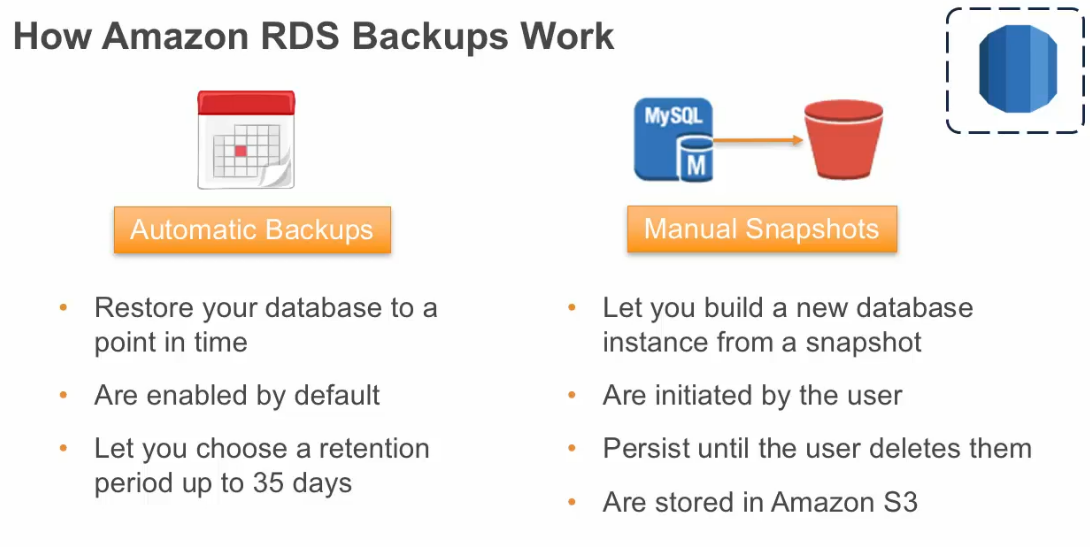 How Amazon RDS Backups Work
MySQL
M
Automatic Backups
Manual Snapshots
• Restore your database to a
point in time
• Are enabled by default
• Let you choose a retention
period up to 35 days
• Let you build a new database
instance from a snapshot
• Are initiated by the user
• Persist until the user deletes them
• Are stored in Amazon S3